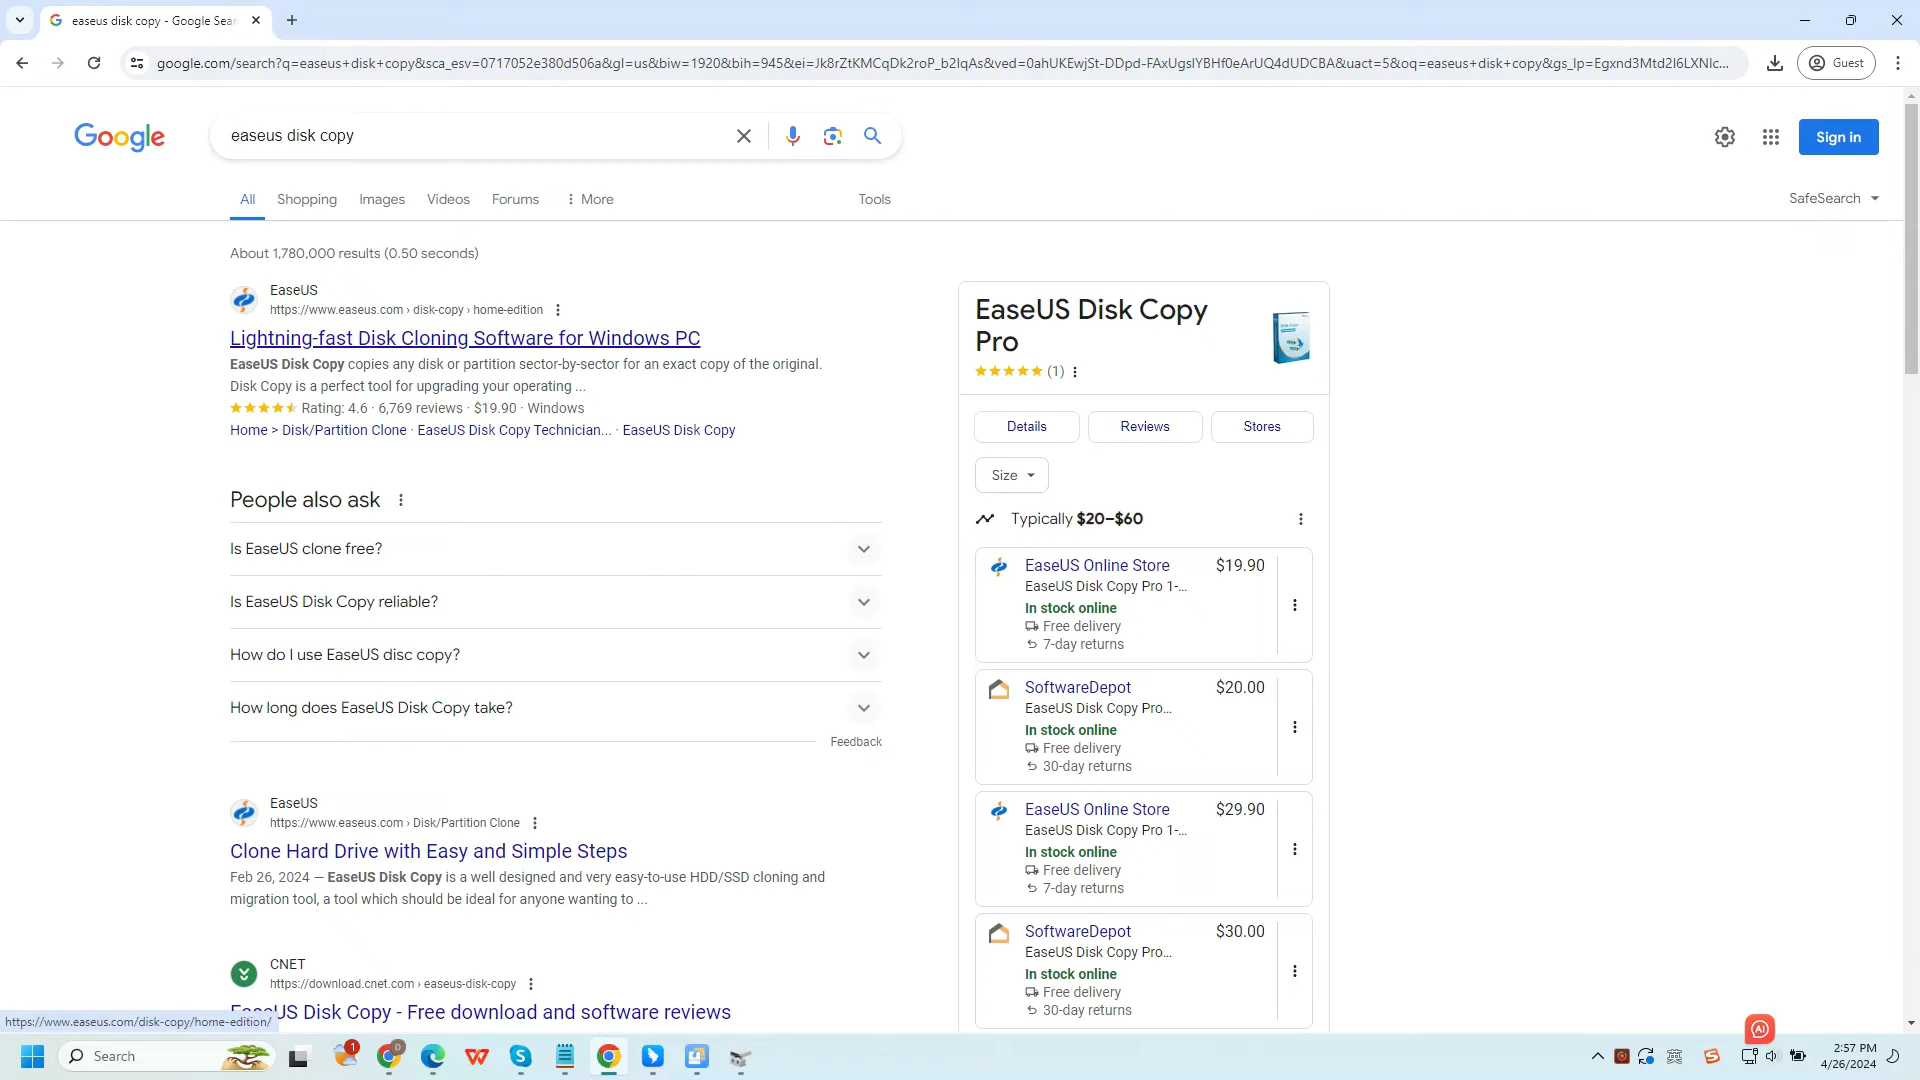 easeus disk copy - Google Sear
google.com/search?q=easeus+disk+copy&sca_esv=0717052e380d506a&gl=us&biw=1920&bih=945&ei=Jk8rZtKMCqDk2roP_b2IqAs&ved=0ahUKEwjSt-DDpd-FAxUgsIYBHf0eArUQ4dUDCBA&uact=5&oq=easeus+disk+copy&gs_lp=Egxnd3Mtd2l6LXNlc...
Guest
Google
easeus disk copy
Sign in
All
Shopping
Images
Videos
Forums
More
Tools
SafeSearch
About 1,780,000 results (0.50 seconds)
EaseUS
https://www.easeus.com › disk-copy › home-edition
Lightning-fast Disk Cloning Software for Windows PC
EaseUS Disk Copy copies any disk or partition sector-by-sector for an exact copy of the original.
Disk Copy is a perfect tool for upgrading your operating ...
Rating: 4.6 · 6,769 reviews · $19.90 · Windows
Home > Disk/Partition Clone · EaseUS Disk Copy Technician... · EaseUS Disk Copy
People also ask
Is EaseUS clone free?
Is EaseUS Disk Copy reliable?
How do I use EaseUS disc copy?
How long does EaseUS Disk Copy take?
Feedback
EaseUS
https://www.easeus.com › Disk/Partition Clone
Clone Hard Drive with Easy and Simple Steps
Feb 26, 2024 — EaseUS Disk Copy is a well designed and very easy-to-use HDD/SSD cloning and
migration tool, a tool which should be ideal for anyone wanting to ...
CNET
https://download.cnet.com › easeus-disk-copy
EaseUS Disk Copy - Free download and software reviews
https://www.easeus.com/disk-copy/home-edition/
EaseUS Disk Copy
Pro
(1)
Details
Reviews
Stores
Size
Typically $20–$60
EaseUS Online Store $19.90
EaseUS Disk Copy Pro 1-...
In stock online
Free delivery
7-day returns
SoftwareDepot $20.00
EaseUS Disk Copy Pro...
In stock online
Free delivery
30-day returns
EaseUS Online Store $29.90
EaseUS Disk Copy Pro 1-...
In stock online
Free delivery
7-day returns
SoftwareDepot $30.00
EaseUS Disk Copy Pro...
In stock online
Free delivery
30-day returns
AI
Search
1
D
英
2:57 PM
4/26/2024